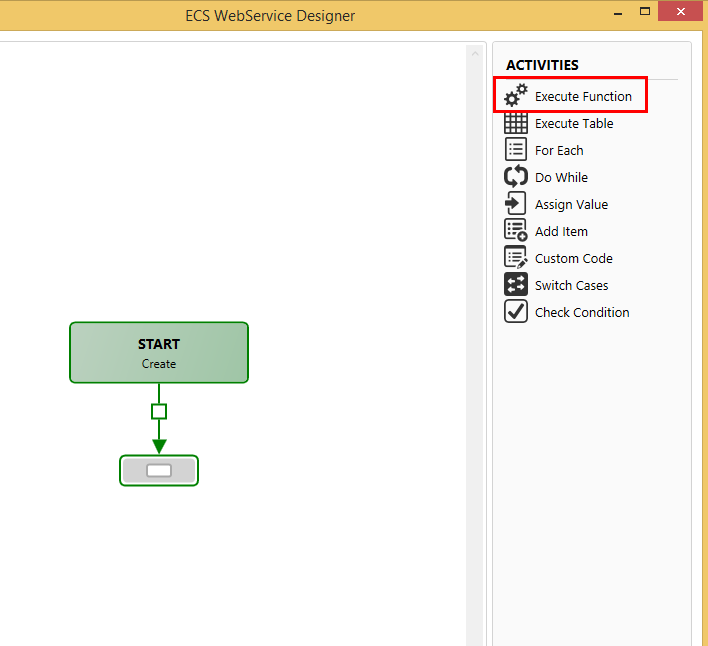 ECS WebService Designer
ACTIVITIES
Execute Function
Execute Table
For Each
Do While
Assign Value
Add Item
Custom Code
Switch Cases
Check Condition
START
Create